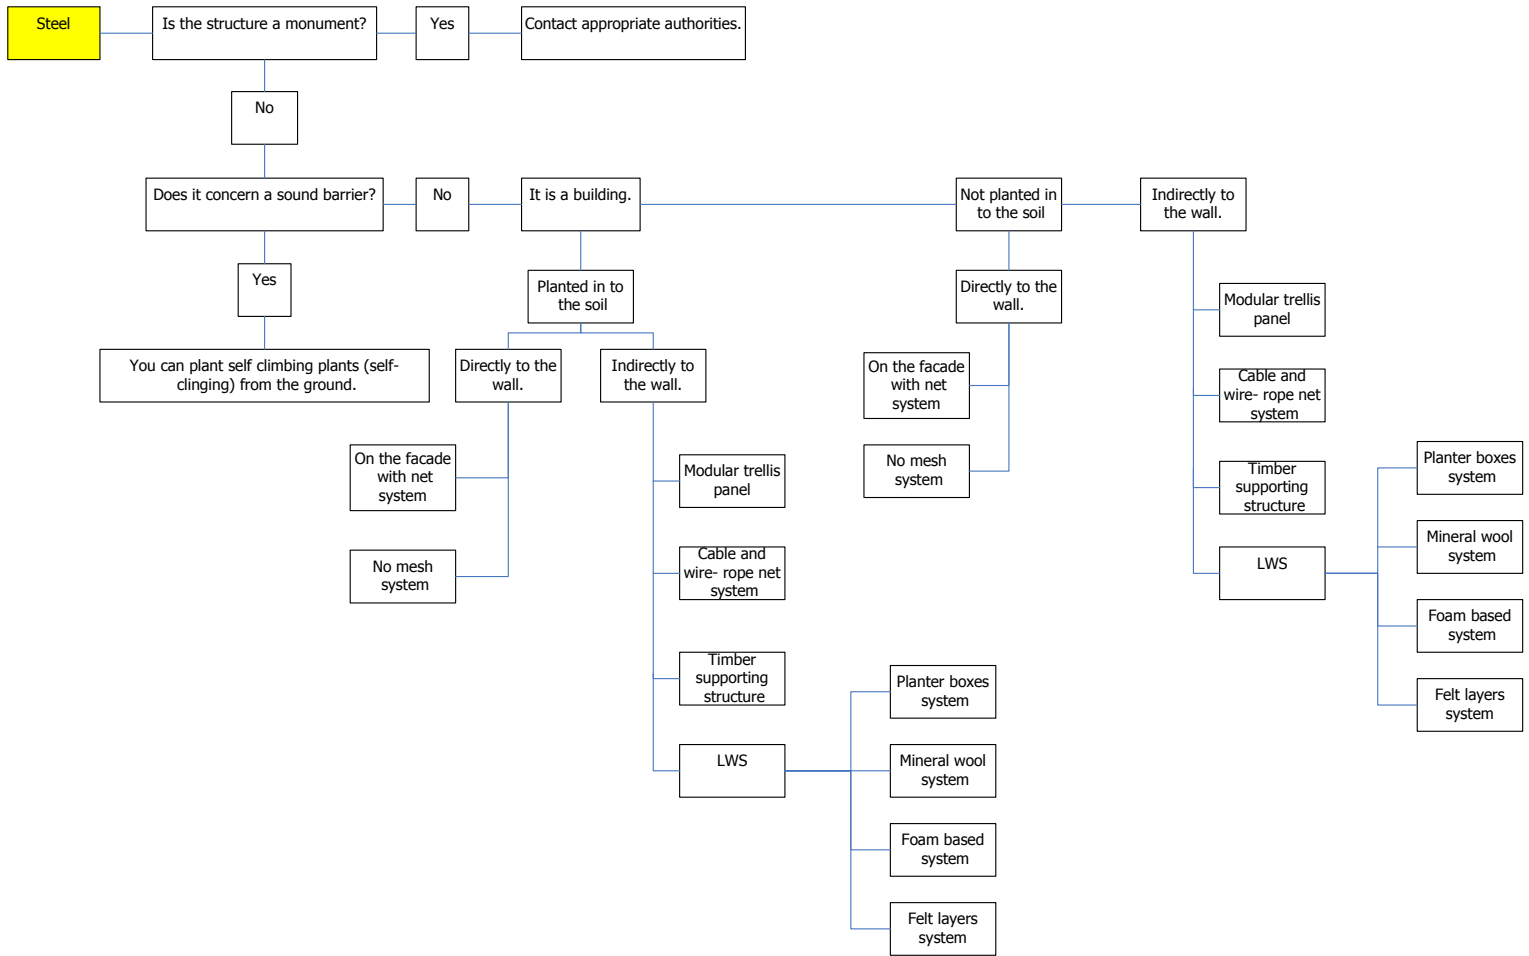 Steel
Is the structure a monument?
Yes
Contact appropriate authorities.
No
Does it concern a sound barrier?
No
It is a building.
Not planted in
to the soil
Indirectly to
the wall.
Yes
You can plant self climbing plants (self-
clinging) from the ground.
Planted in to
the soil
Directly to the
wall.
On the facade
with net
system
No mesh
system
Indirectly to
the wall.
Modular trellis
panel
Cable and
wire- rope net
system
Timber
supporting
structure
LWS
Planter boxes
system
Mineral wool
system
Foam based
system
Felt layers
system
Directly to the
wall.
On the facade
with net
system
No mesh
system
Modular trellis
panel
Cable and
wire- rope net
system
Timber
supporting
structure
LWS
Planter boxes
system
Mineral wool
system
Foam based
system
Felt layers
system